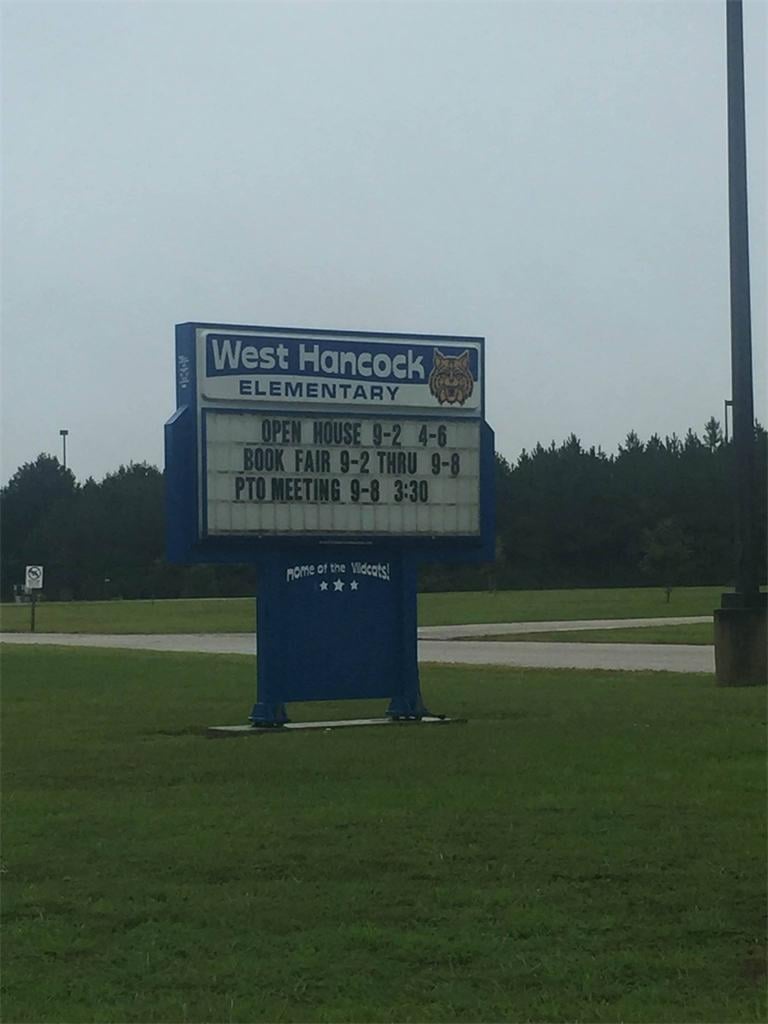 West Hancock
ELEMENTARY
OPEN HOUSE 9-2 4-6
BOOK FAIR 9-2 THRU 9-8
PTO MEETING 9-8 3:30
Home of the Wildcats!